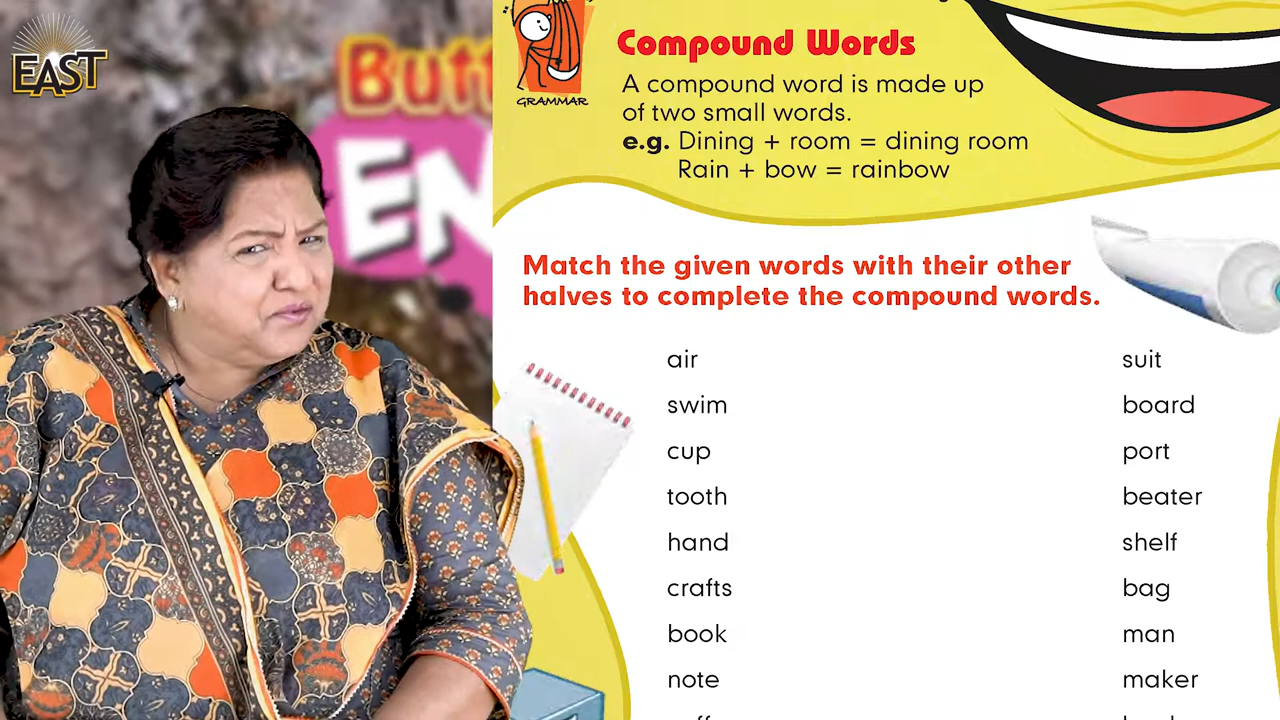 EAST
Butt
EN
GRAMMAR
Compound Words
A compound word is made up
of two small words.
e.g. Dining + room = dining room
Rain + bow = rainbow
Match the given words with their other
halves to complete the compound words.
air suit
swim board
cup port
tooth beater
hand shelf
crafts bag
book man
note maker